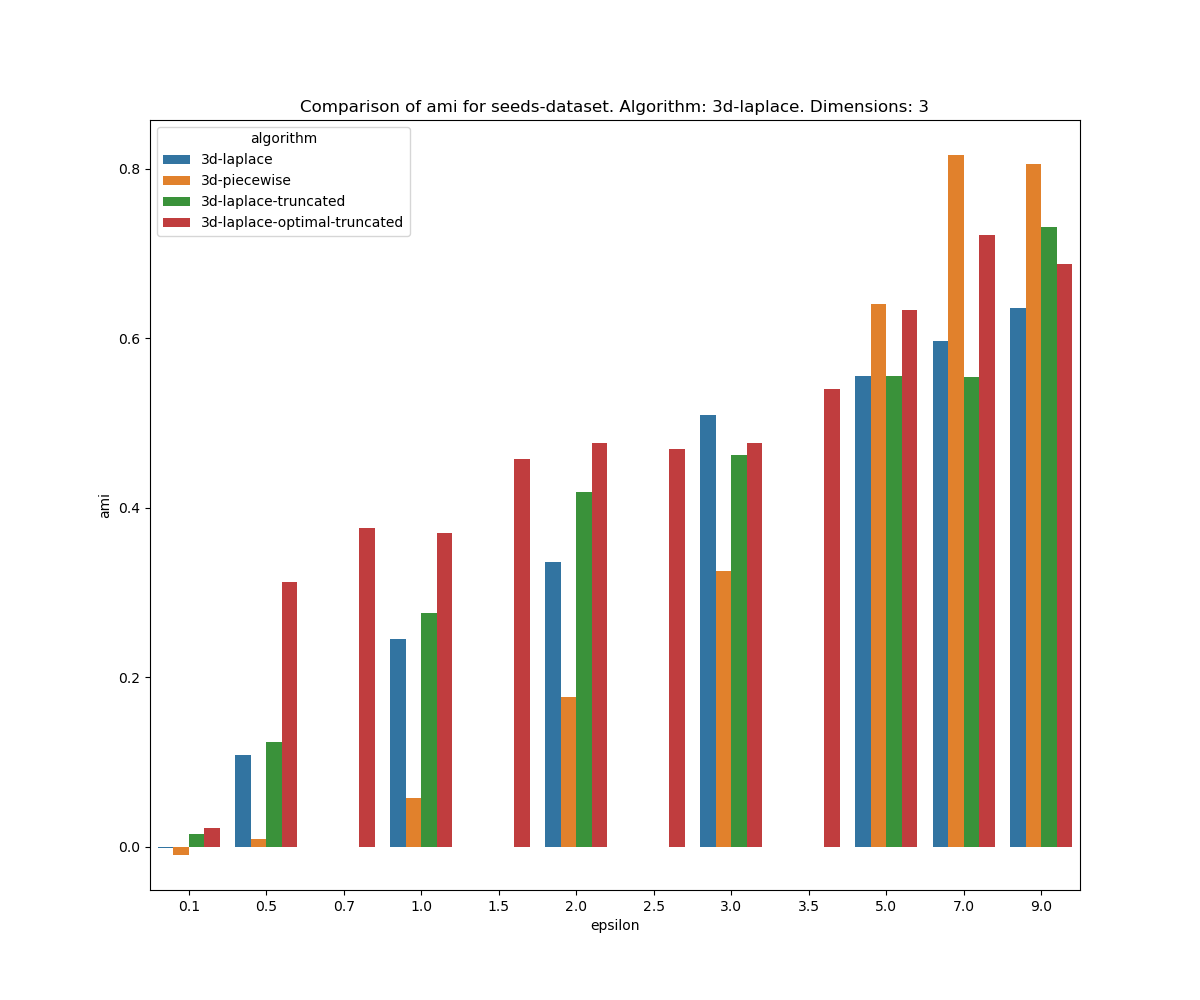 Comparison of ami for seeds-dataset. Algorithm: 3d-laplace. Dimensions: 3
algorithm
3d-laplace
3d-piecewise
3d-laplace-truncated
3d-laplace-optimal-truncated
0.8
0.6
0.4
0.2
0.0
ami
0.1 0.5 0.7 1.0 1.5 2.0 2.5 3.0 3.5 5.0 7.0 9.0
epsilon